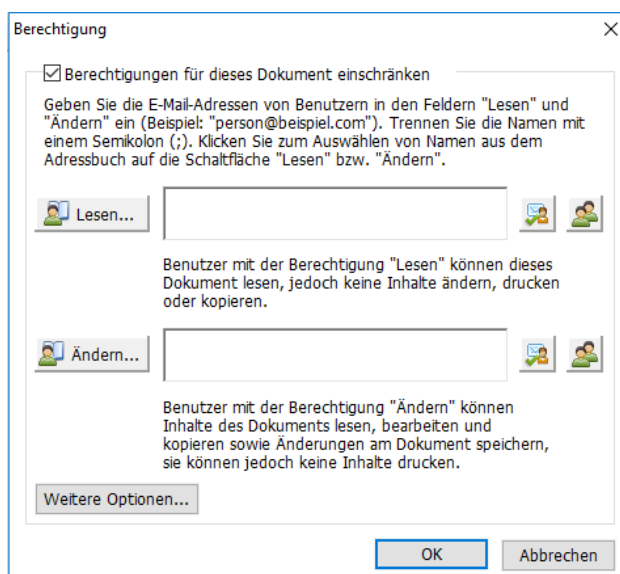 Berechtigung
Berechtigungen für dieses Dokument einschränken
Geben Sie die E-Mail-Adressen von Benutzern in den Feldern "Lesen" und
"Ändern" ein (Beispiel: "person@beispiel.com"). Trennen Sie die Namen mit
einem Semikolon (;). Klicken Sie zum Auswählen von Namen aus dem
Adressbuch auf die Schaltfläche "Lesen" bzw. "Ändern".
Lesen...
Benutzer mit der Berechtigung "Lesen" können dieses
Dokument lesen, jedoch keine Inhalte ändern, drucken
oder kopieren.
Ändern...
Benutzer mit der Berechtigung "Ändern" können
Inhalte des Dokuments lesen, bearbeiten und
kopieren sowie Änderungen am Dokument speichern,
sie können jedoch keine Inhalte drucken.
Weitere Optionen...
OK
Abbrechen